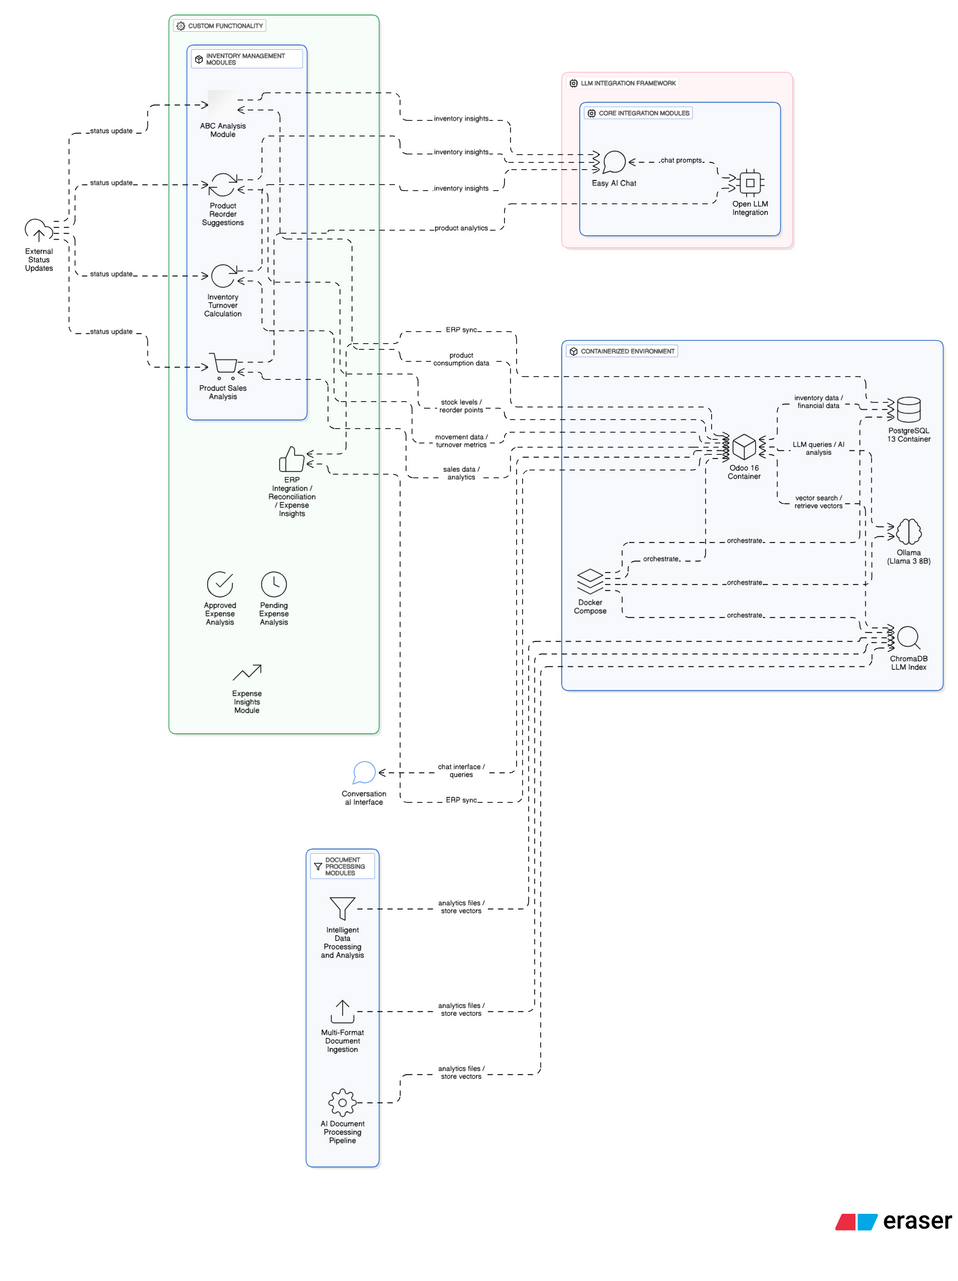 CUSTOM FUNCTIONALITY
INVENTORY MANAGEMENT
MODULES
ABC Analysis
Module
Product
Reorder
Suggestions
Inventory
Turnover
Calculation
Product Sales
Analysis
External
Status
Updates
status update
status update
status update
status update
ERP
Integration /
Reconciliation
/ Expense
Insights
Approved
Expense
Analysis
Pending
Expense
Analysis
Expense
Insights
Module
inventory insights
inventory insights
inventory insights
product analytics
LLM INTEGRATION FRAMEWORK
CORE INTEGRATION MODULES
Easy AI Chat
chat prompts
Open LLM
Integration
ERP sync
product
consumption data
stock levels /
reorder points
movement data /
turnover metrics
sales data /
analytics
CONTAINERIZED ENVIRONMENT
inventory data /
financial data
PostgreSQL
13 Container
LLM queries / AI
analysis
Odoo 16
Container
vector search /
retrieve vectors
Ollama
(Llama 3 8B)
orchestrate
orchestrate
orchestrate
orchestrate
Docker
Compose
ChromaDB
LLM Index
chat interface /
queries
Conversation
al Interface
ERP sync
DOCUMENT
PROCESSING
MODULES
Intelligent
Data
Processing
and Analysis
analytics files /
store vectors
Multi-Format
Document
Ingestion
analytics files /
store vectors
AI Document
Processing
Pipeline
analytics files /
store vectors
eraser